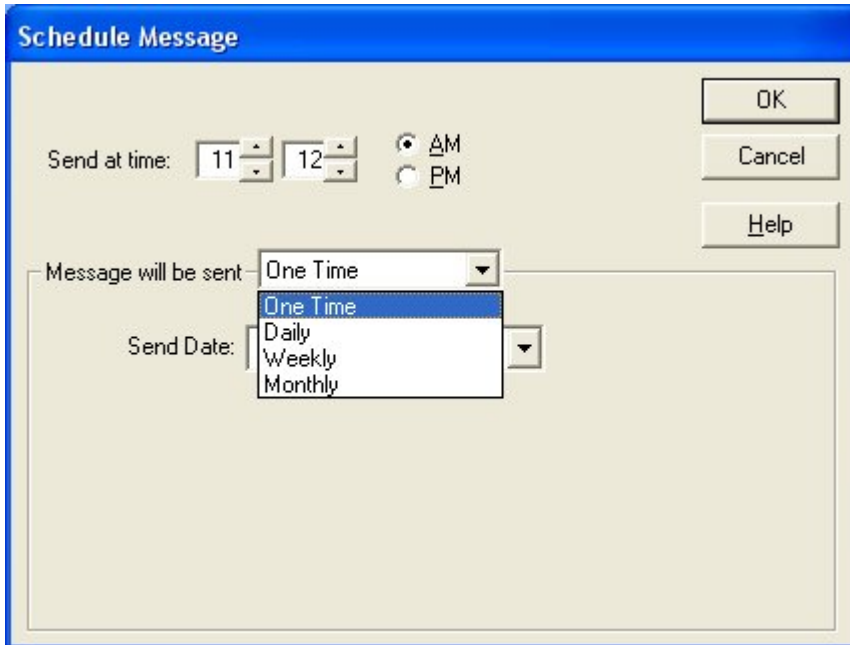 Schedule Message
OK
Send at time: 11 12 AM
PM
Cancel
Help
Message will be sent One Time
One Time
Daily
Send Date:
Weekly
Monthly